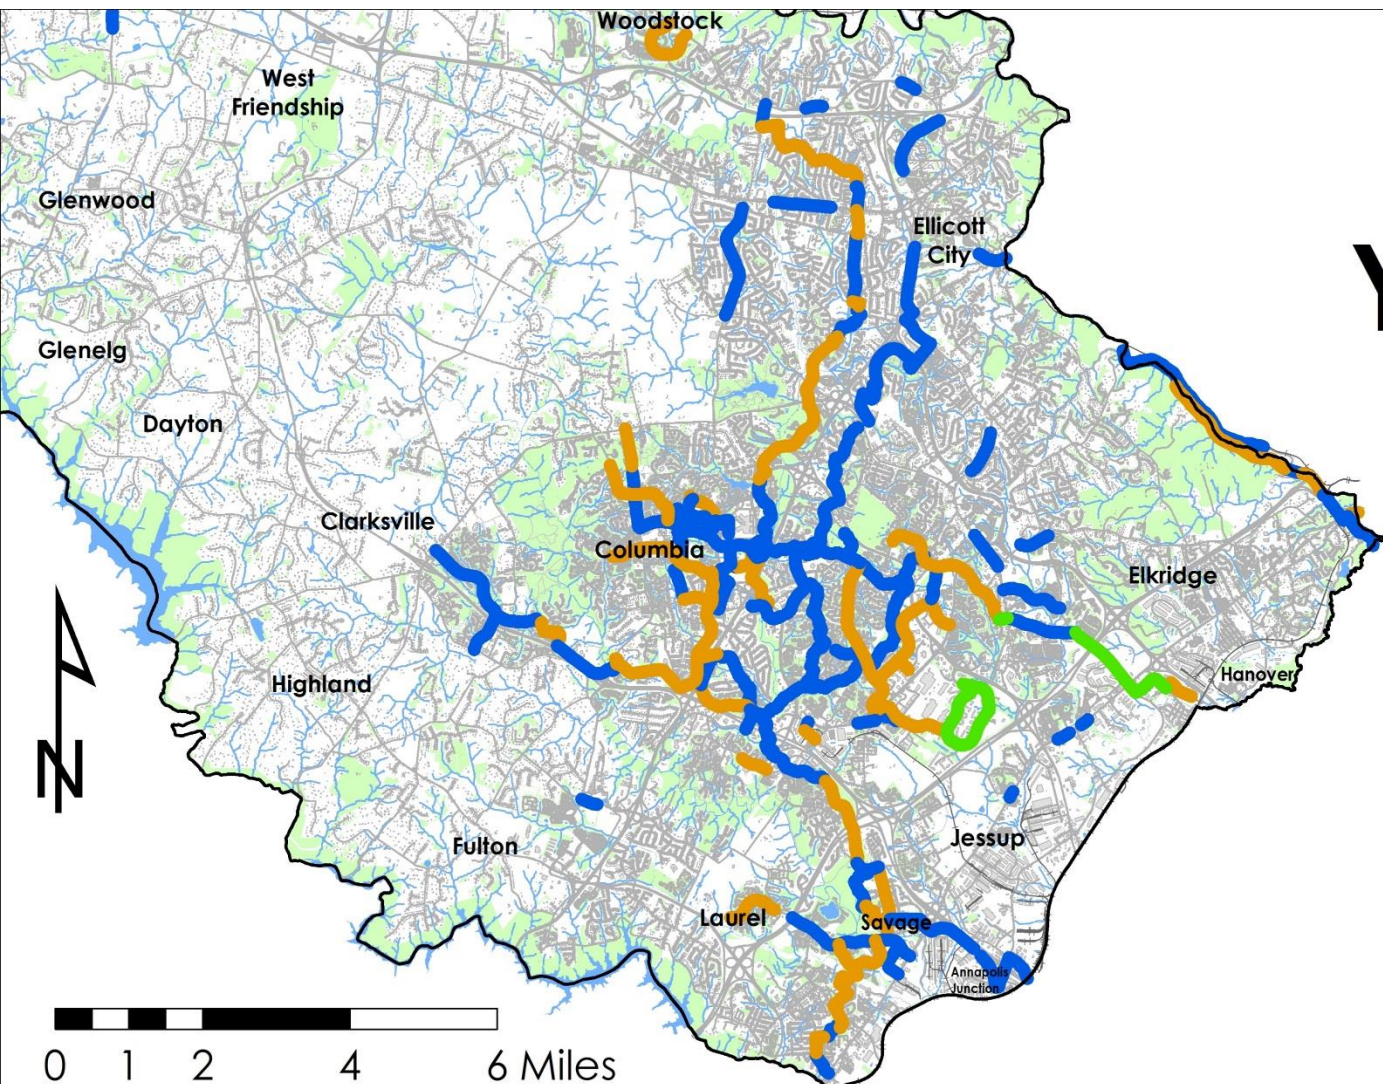 Woodstock
West
Friendship
Glenwood
Ellicott
City
Glenelg
Dayton
Clarksville
Columbia
Elkridge
Highland
Hanover
N
Jessup
Fulton
Laurel
Savage
Annapolis
Junction
0 1 2 4 6 Miles